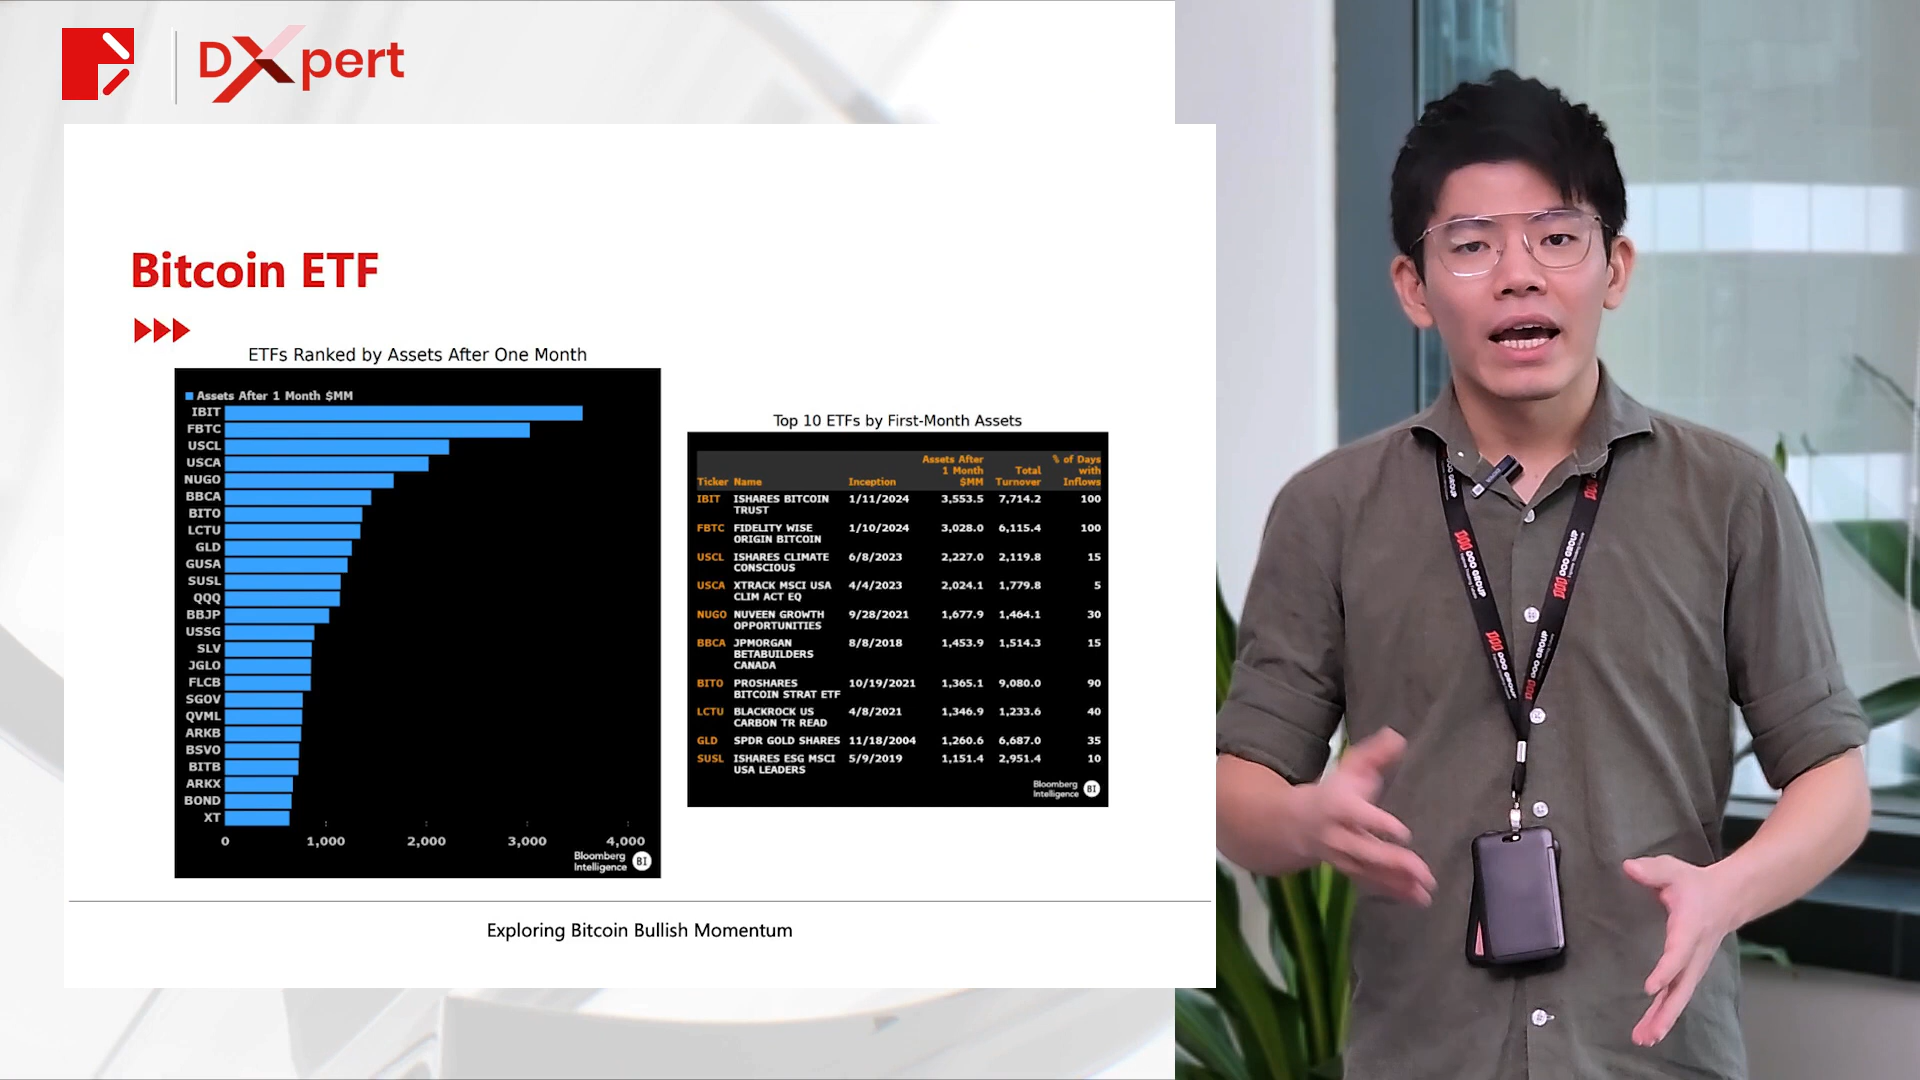 DXpert
Bitcoin ETF
ETFs Ranked by Assets After One Month
Assets After 1 Month $MM
IBIT
FBTC
USCL
USCA
NUGO
BBCA
BITO
LCTU
GLD
GUSA
SUSL
QQQ
BBJP
USSG
SLV
JGLO
FLCB
SGOV
QVML
ARKB
BSVO
BITB
ARKX
BOND
XT
0 1,000 2,000 3,000 4,000
Bloomberg
Intelligence BI
Top 10 ETFs by First-Month Assets
Ticker Name Inception Assets After 1 Month $MM Total Turnover % of Days with Inflows
IBIT ISHARES BITCOIN 1/11/2024 3,553.5 7,714.2 100
TRUST
FBTC FIDELITY WISE 1/10/2024 3,028.0 6,115.4 100
ORIGIN BITCOIN
USCL ISHARES CLIMATE 6/8/2023 2,227.0 2,119.8 15
CONSCIOUS
USCA XTRACK MSCI USA 4/4/2023 2,024.1 1,779.8 5
CLIM ACT EQ
NUGO NUVEEN GROWTH 9/28/2021 1,677.9 1,464.1 30
OPPORTUNITIES
BBCA JPMORGAN 8/8/2018 1,453.9 1,514.3 15
BETABUILDERS
CANADA
BITO PROSHARES 10/19/2021 1,365.1 9,080.0 90
BITCOIN STRAT ETF
LCTU BLACKROCK US 4/8/2021 1,346.9 1,233.6 40
CARBON TR READ
GLD SPDR GOLD SHARES 11/18/2004 1,260.6 6,687.0 35
SUSL ISHARES ESG MSCI 5/9/2019 1,151.4 2,951.4 10
USA LEADERS
Bloomberg
Intelligence BI
Exploring Bitcoin Bullish Momentum
DOO GROUP
DOO GROUP
DOO GROUP
DOO GROUP